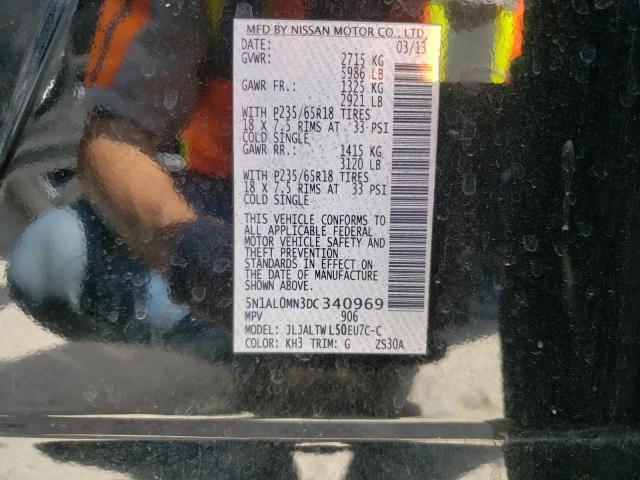 MFD BY NISSAN MOTOR CO., LTD.
DATE: 03/13
GVWR: 2715 KG
5986 LB
GAWR FR.: 1325 KG
2921 LB
WITH P235/65R18 TIRES
18 X 7.5 RIMS AT 33 PSI
COLD SINGLE
GAWR RR.: 1415 KG
3120 LB
WITH P235/65R18 TIRES
18 X 7.5 RIMS AT 33 PSI
COLD SINGLE
THIS VEHICLE CONFORMS TO
ALL APPLICABLE FEDERAL
MOTOR VEHICLE SAFETY AND
THEFT PREVENTION
STANDARDS IN EFFECT ON
THE DATE OF MANUFACTURE
SHOWN ABOVE.
5N1AL0MN3DC340969
MPV 906
MODEL: JLJALTWL50EU7C-C
COLOR: KH3 TRIM: G ZS30A